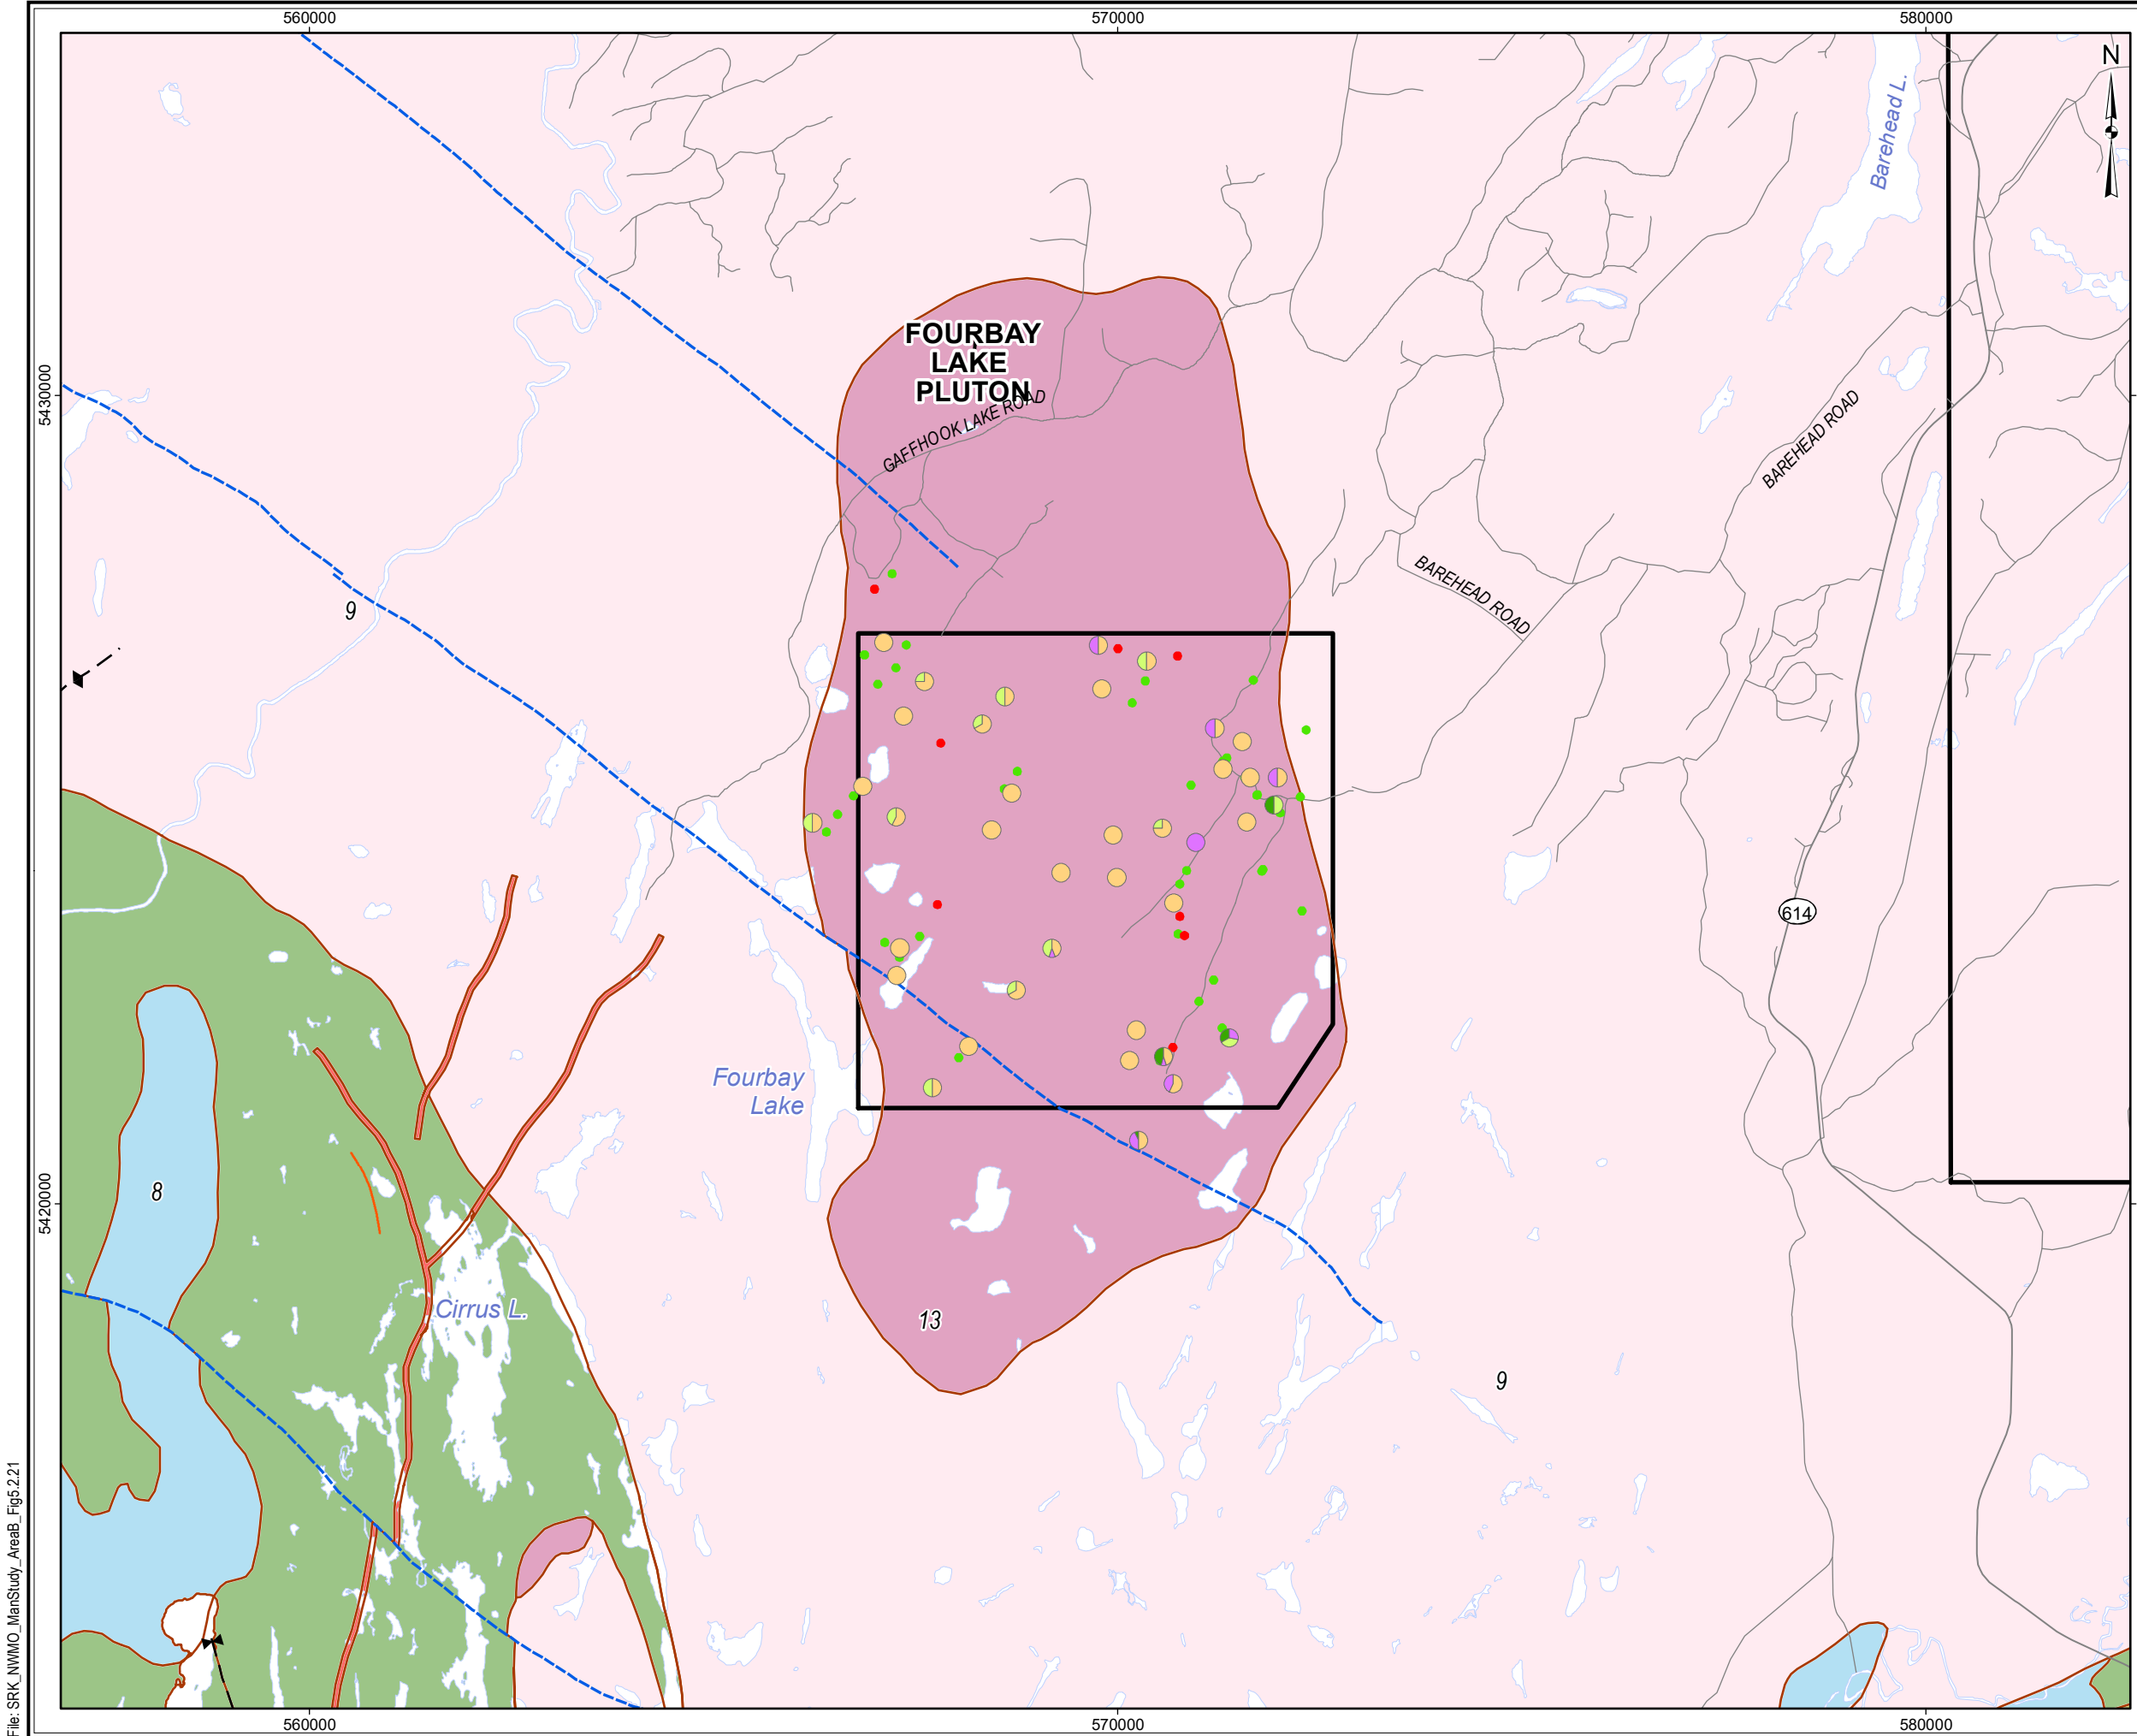 560000
570000
580000
N
Barehead L.
FOURBAY
LAKE
PLUTON
GAFFHOOK LAKE ROAD
5430000
BAREHEAD ROAD
BAREHEAD ROAD
9
614
Fourbay
Lake
8
5420000
Cirrus L.
13
9
File: SRK_NWMO_ManStudy_AreaB_Fig5.2.21
560000
570000
580000